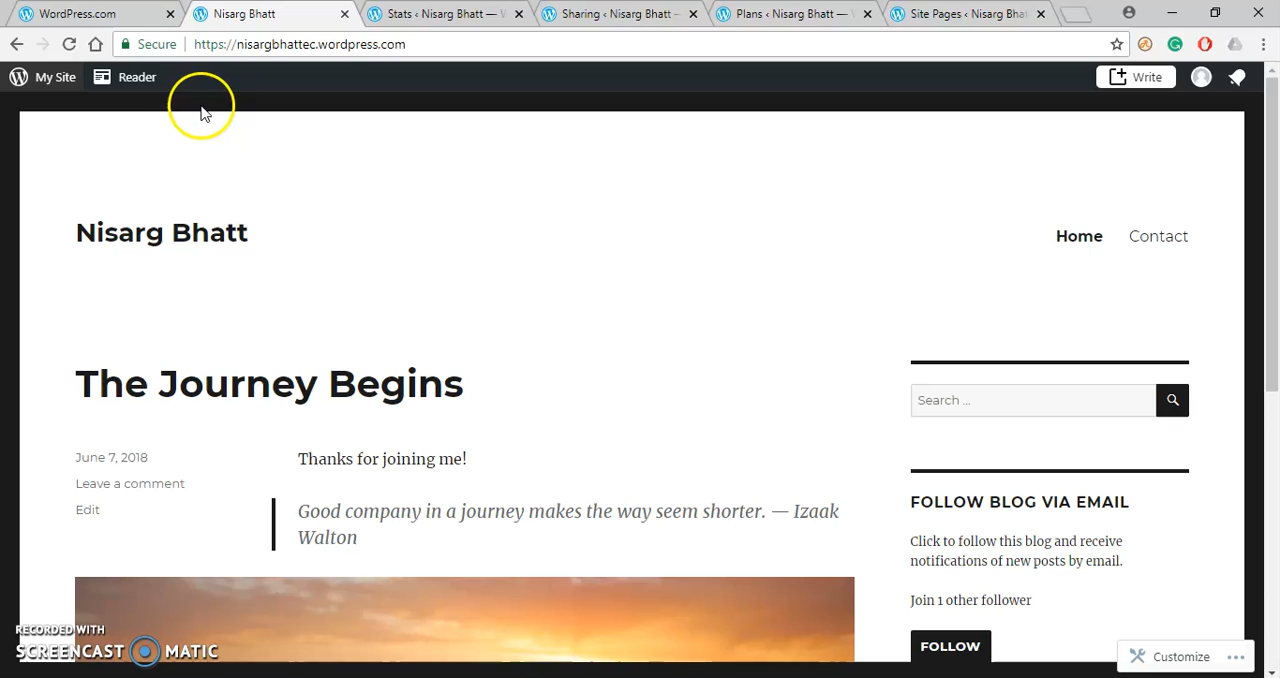 WordPress.com
Nisarg Bhatt
Stats ‹ Nisarg Bhatt —
Sharing ‹ Nisarg Bhatt –
Plans ‹ Nisarg Bhatt —
Site Pages ‹ Nisarg Bha
Secure
https://nisargbhattec.wordpress.com
My Site
Reader
Write
Nisarg Bhatt
Home
Contact
The Journey Begins
Search ...
June 7, 2018
Leave a comment
Edit
Thanks for joining me!
Good company in a journey makes the way seem shorter. — Izaak
Walton
FOLLOW BLOG VIA EMAIL
Click to follow this blog and receive
notifications of new posts by email.
Join 1 other follower
FOLLOW
Customize
RECORDED WITH
SCREENCAST MATIC